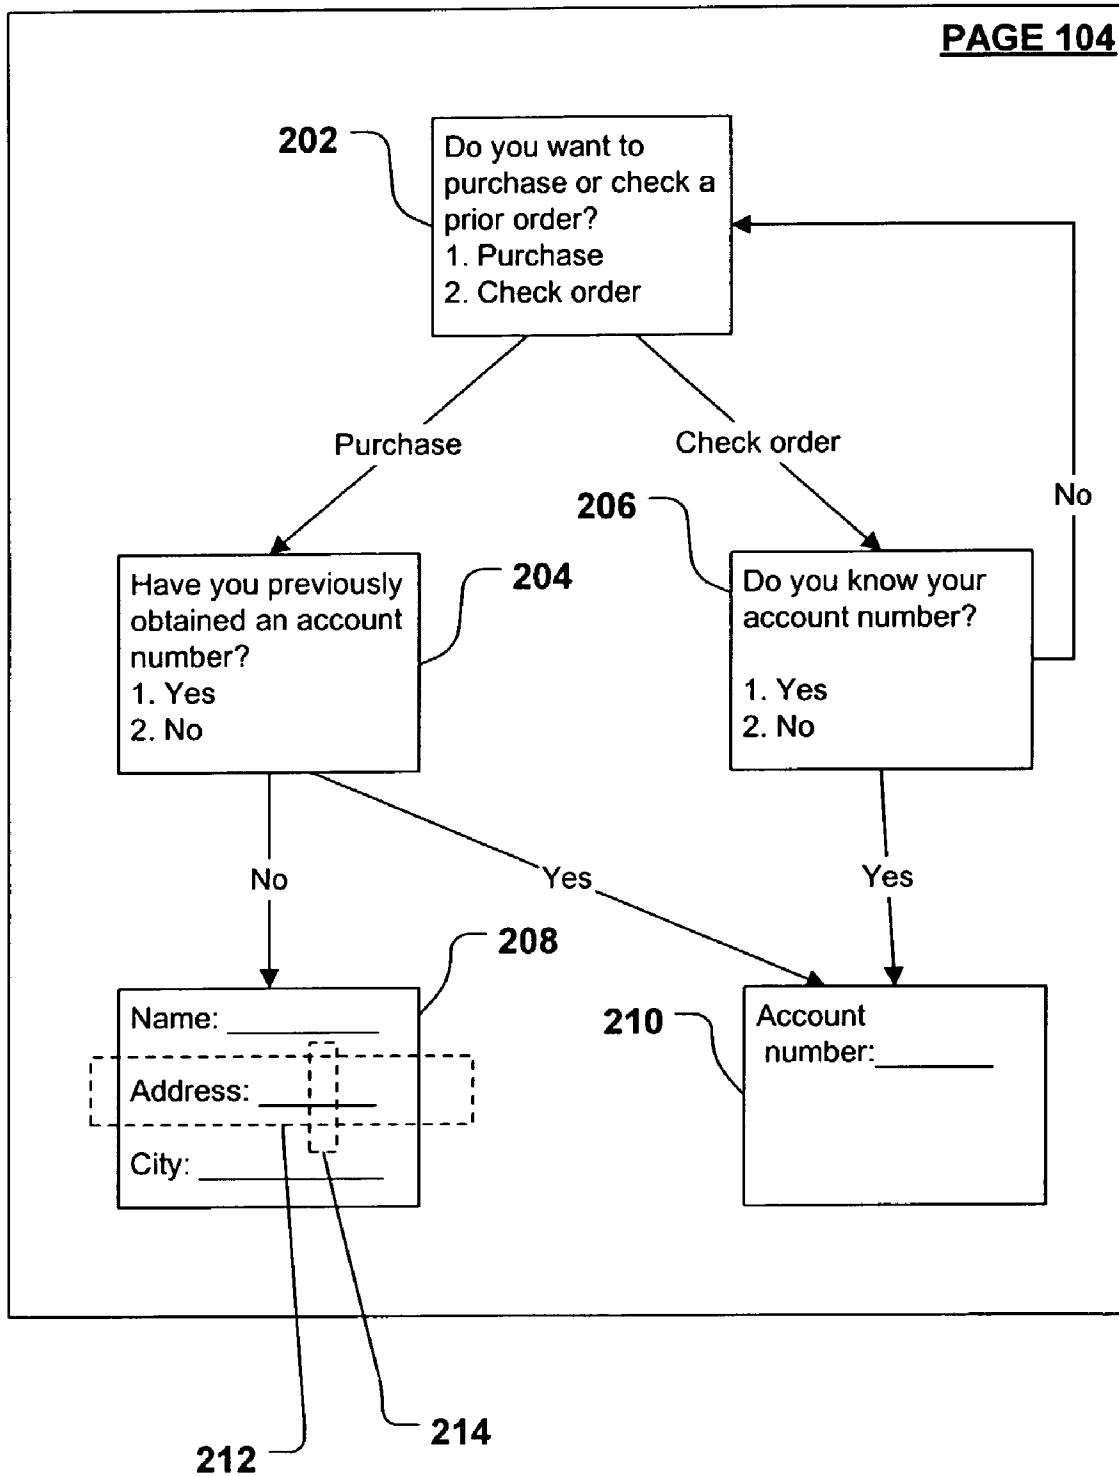 PAGE 104
202
Do you want to
purchase or check a
prior order?
1. Purchase
2. Check order
Purchase
Check order
No
206
204
Have you previously
obtained an account
number?
1. Yes
2. No
Do you know your
account number?
1. Yes
2. No
No
Yes
Yes
208
210
Name:
Address:
City:
Account
number:
214
212